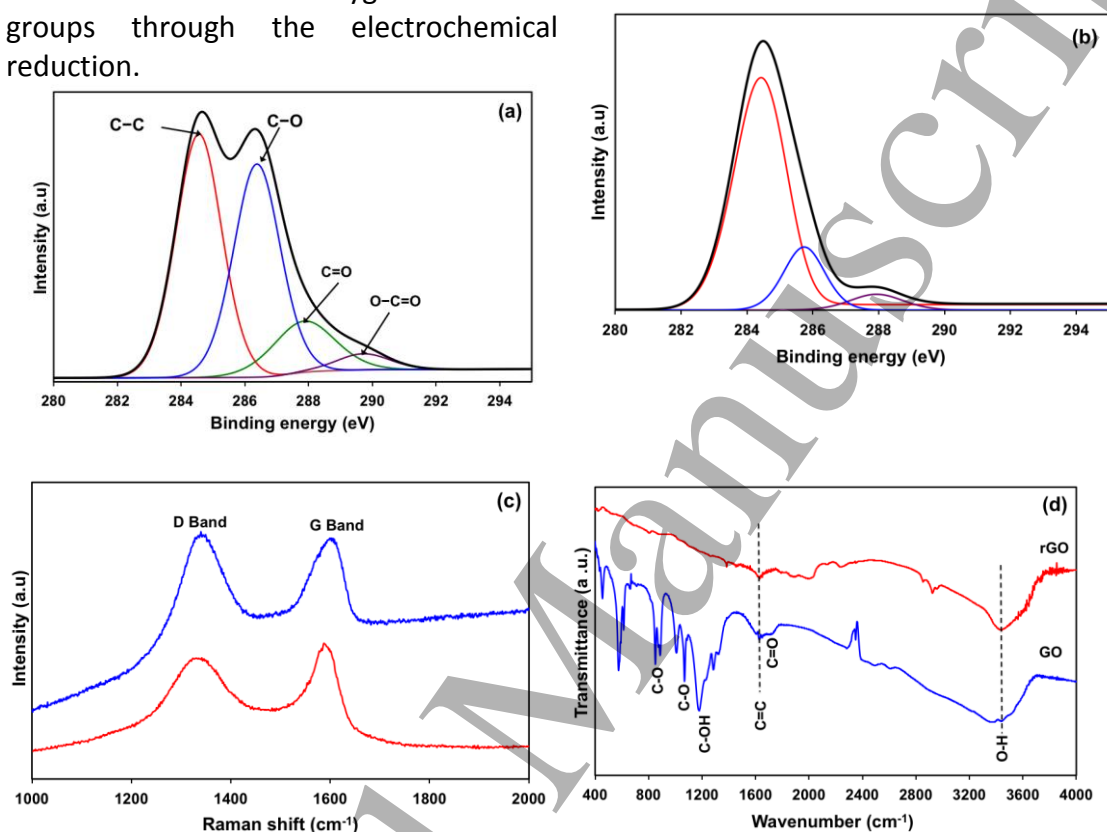 groups through the electrochemical
reduction.
(a)
C−C
C−O
C=O
O−C=O
Intensity (a.u)
280 282 284 286 288 290 292 294
Binding energy (eV)
(b)
Intensity (a.u)
280 282 284 286 288 290 292 294
Binding energy (eV)
(c)
D Band
G Band
Intensity (a.u)
1000 1200 1400 1600 1800 2000
Raman shift (cm⁻¹)
(d)
rGO
GO
C-O
C-O
C-OH
C=C
C=O
O-H
Transmittance (a .u.)
400 800 1200 1600 2000 2400 2800 3200 3600 4000
Wavenumber (cm⁻¹)